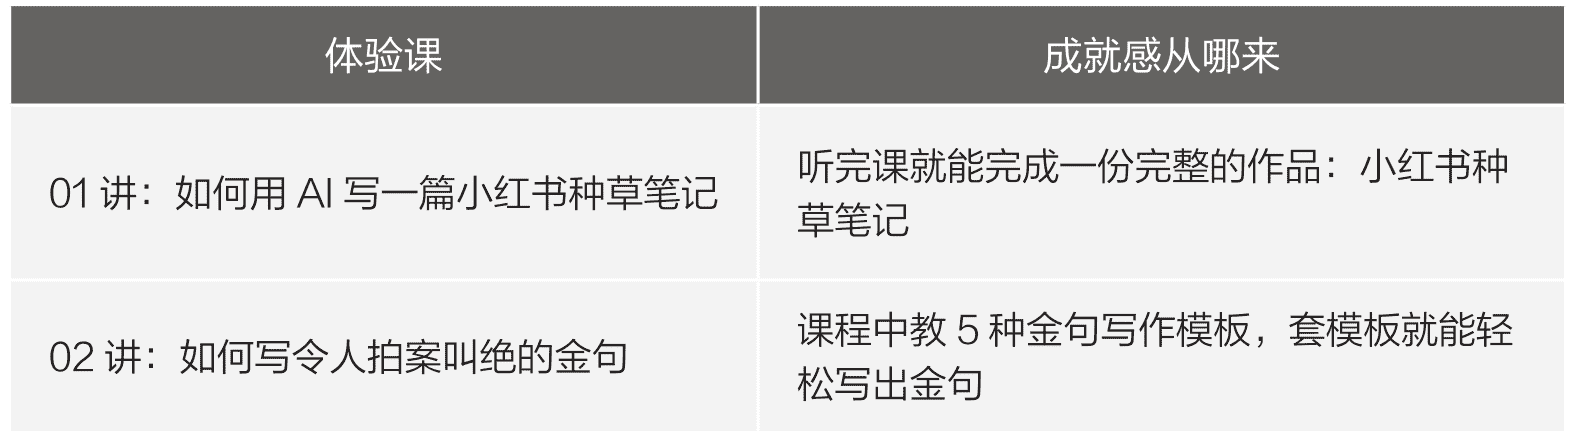 体验课
成就感从哪来
01 讲：如何用 AI 写一篇小红书种草笔记
听完课就能完成一份完整的作品：小红书种
草笔记
02 讲：如何写令人拍案叫绝的金句
课程中教 5 种金句写作模板，套模板就能轻
松写出金句